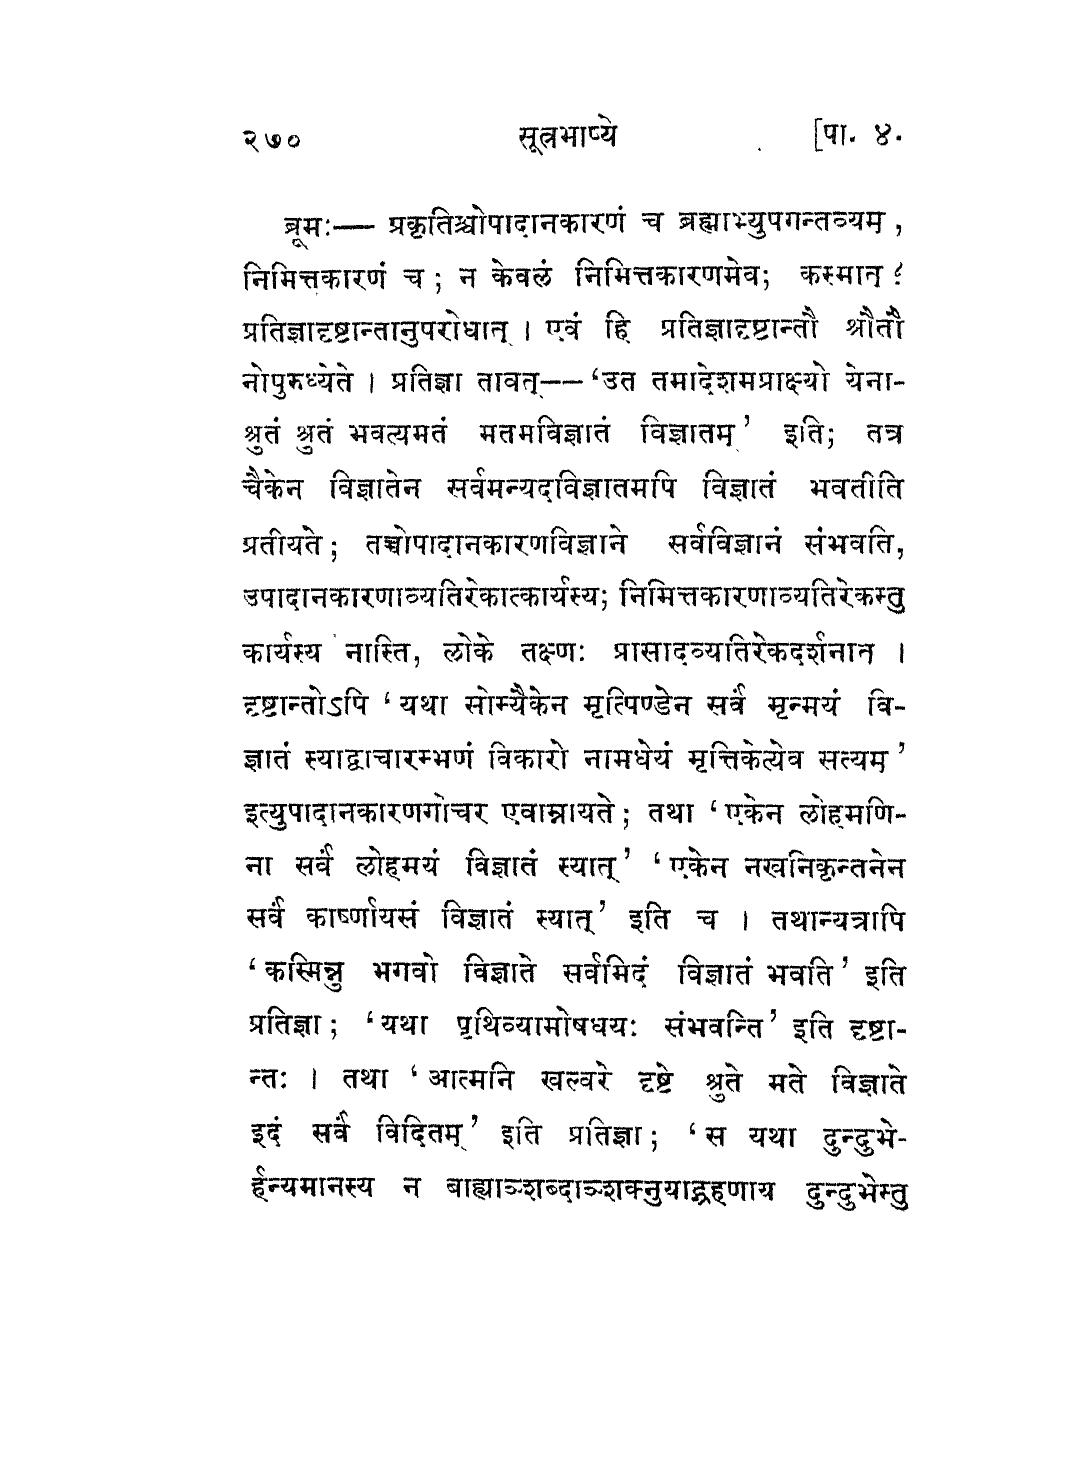 २७० सूत्रभाष्ये [पा. ४.
ब्रूमः— प्रकृतिश्चोपादानकारणं च ब्रह्माभ्युपगन्तव्यम् ,
निमित्तकारणं च ; न केवलं निमित्तकारणमेव; कस्मात् ?
प्रतिज्ञादृष्टान्तानुपरोधात् । एवं हि प्रतिज्ञादृष्टान्तौ श्रौतौ
नोपरुध्येते । प्रतिज्ञा तावत्—‘उत तमादेशमप्राक्ष्यो येना-
श्रुतं श्रुतं भवत्यमतं मतमविज्ञातं विज्ञातम्’ इति; तत्र
चैकेन विज्ञातेन सर्वमन्यदविज्ञातमपि विज्ञातं भवतीति
प्रतीयते ; तच्चोपादानकारणविज्ञाने सर्वविज्ञानं संभवति,
उपादानकारणाव्यतिरेकात्कार्यस्य; निमित्तकारणाव्यतिरेकस्तु
कार्यस्य नास्ति, लोके तक्ष्णः प्रासादव्यतिरेकदर्शनात् ।
दृष्टान्तोऽपि ‘ यथा सोम्यैकेन मृत्पिण्डेन सर्वं मृन्मयं वि-
ज्ञातं स्याद्वाचारम्भणं विकारो नामधेयं मृत्तिकेत्येव सत्यम्’
इत्युपादानकारणगोचर एवाम्नायते ; तथा ‘ एकेन लोहमणि-
ना सर्वं लोहमयं विज्ञातं स्यात्’ ‘ एकेन नखनिकृन्तनेन
सर्वं कार्ष्णायसं विज्ञातं स्यात्’ इति च । तथान्यत्रापि
‘ कस्मिन्नु भगवो विज्ञाते सर्वमिदं विज्ञातं भवति’ इति
प्रतिज्ञा ; ‘ यथा पृथिव्यामोषधयः संभवन्ति’ इति दृष्टा-
न्तः । तथा ‘ आत्मनि खल्वरे दृष्टे श्रुते मते विज्ञाते
इदं सर्वं विदितम्’ इति प्रतिज्ञा ; ‘ स यथा दुन्दुभे-
र्हन्यमानस्य न बाह्याञ्शब्दाञ्शक्नुयाद्ग्रहणाय दुन्दुभेस्तु